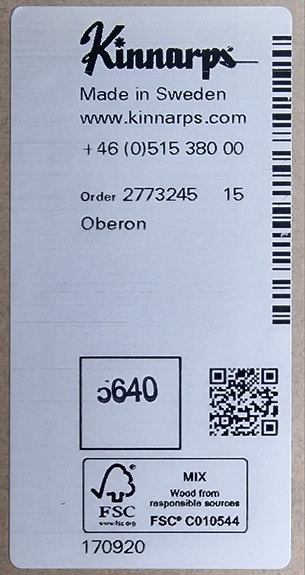 Kinnarps
Made in Sweden
www.kinnarps.com
+46 (0)515 380 00
Order 2773245 15
Oberon
5640
FSC
www.fsc.org
MIX
Wood from
responsible sources
FSC® C010544
170920